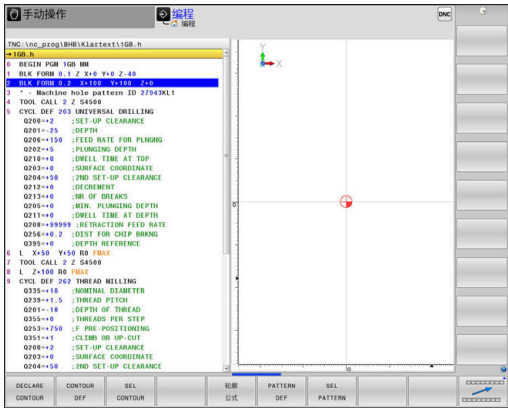 手动操作
编程
编程
DNC
TNC:\nc_prog\BHB\Klartext\1GB.h
→1GB.h
0 BEGIN PGM 1GB MM
1 BLK FORM 0.1 Z X+0 Y+0 Z-40
2 BLK FORM 0.2 X+100 Y+100 Z+0
3 * - Machine hole pattern ID 27943KL1
4 TOOL CALL 2 Z S4500
5 CYCL DEF 203 UNIVERSAL DRILLING
Q200=+2 ;SET-UP CLEARANCE
Q201=-25 ;DEPTH
Q206=+150 ;FEED RATE FOR PLNGNG
Q202=+5 ;PLUNGING DEPTH
Q210=+0 ;DWELL TIME AT TOP
Q203=+0 ;SURFACE COORDINATE
Q204=+50 ;2ND SET-UP CLEARANCE
Q212=+0 ;DECREMENT
Q213=+0 ;NR OF BREAKS
Q205=+0 ;MIN. PLUNGING DEPTH
Q211=+0 ;DWELL TIME AT DEPTH
Q208=+99999 ;RETRACTION FEED RATE
Q256=+0.2 ;DIST FOR CHIP BRKNG
Q395=+0 ;DEPTH REFERENCE
6 L X+50 Y+50 R0 FMAX
7 TOOL CALL 2 Z S4500
8 L Z+100 R0 FMAX
9 CYCL DEF 262 THREAD MILLING
Q335=+10 ;NOMINAL DIAMETER
Q239=+1.5 ;THREAD PITCH
Q201=-18 ;DEPTH OF THREAD
Q355=+0 ;THREADS PER STEP
Q253=+750 ;F PRE-POSITIONING
Q351=+1 ;CLIMB OR UP-CUT
Q200=+2 ;SET-UP CLEARANCE
Q203=+0 ;SURFACE COORDINATE
Q204=+50 ;2ND SET-UP CLEARANCE
Y
X
0
0
DECLARE CONTOUR
CONTOUR DEF
SEL CONTOUR
轮廓 公式
PATTERN DEF
SEL PATTERN